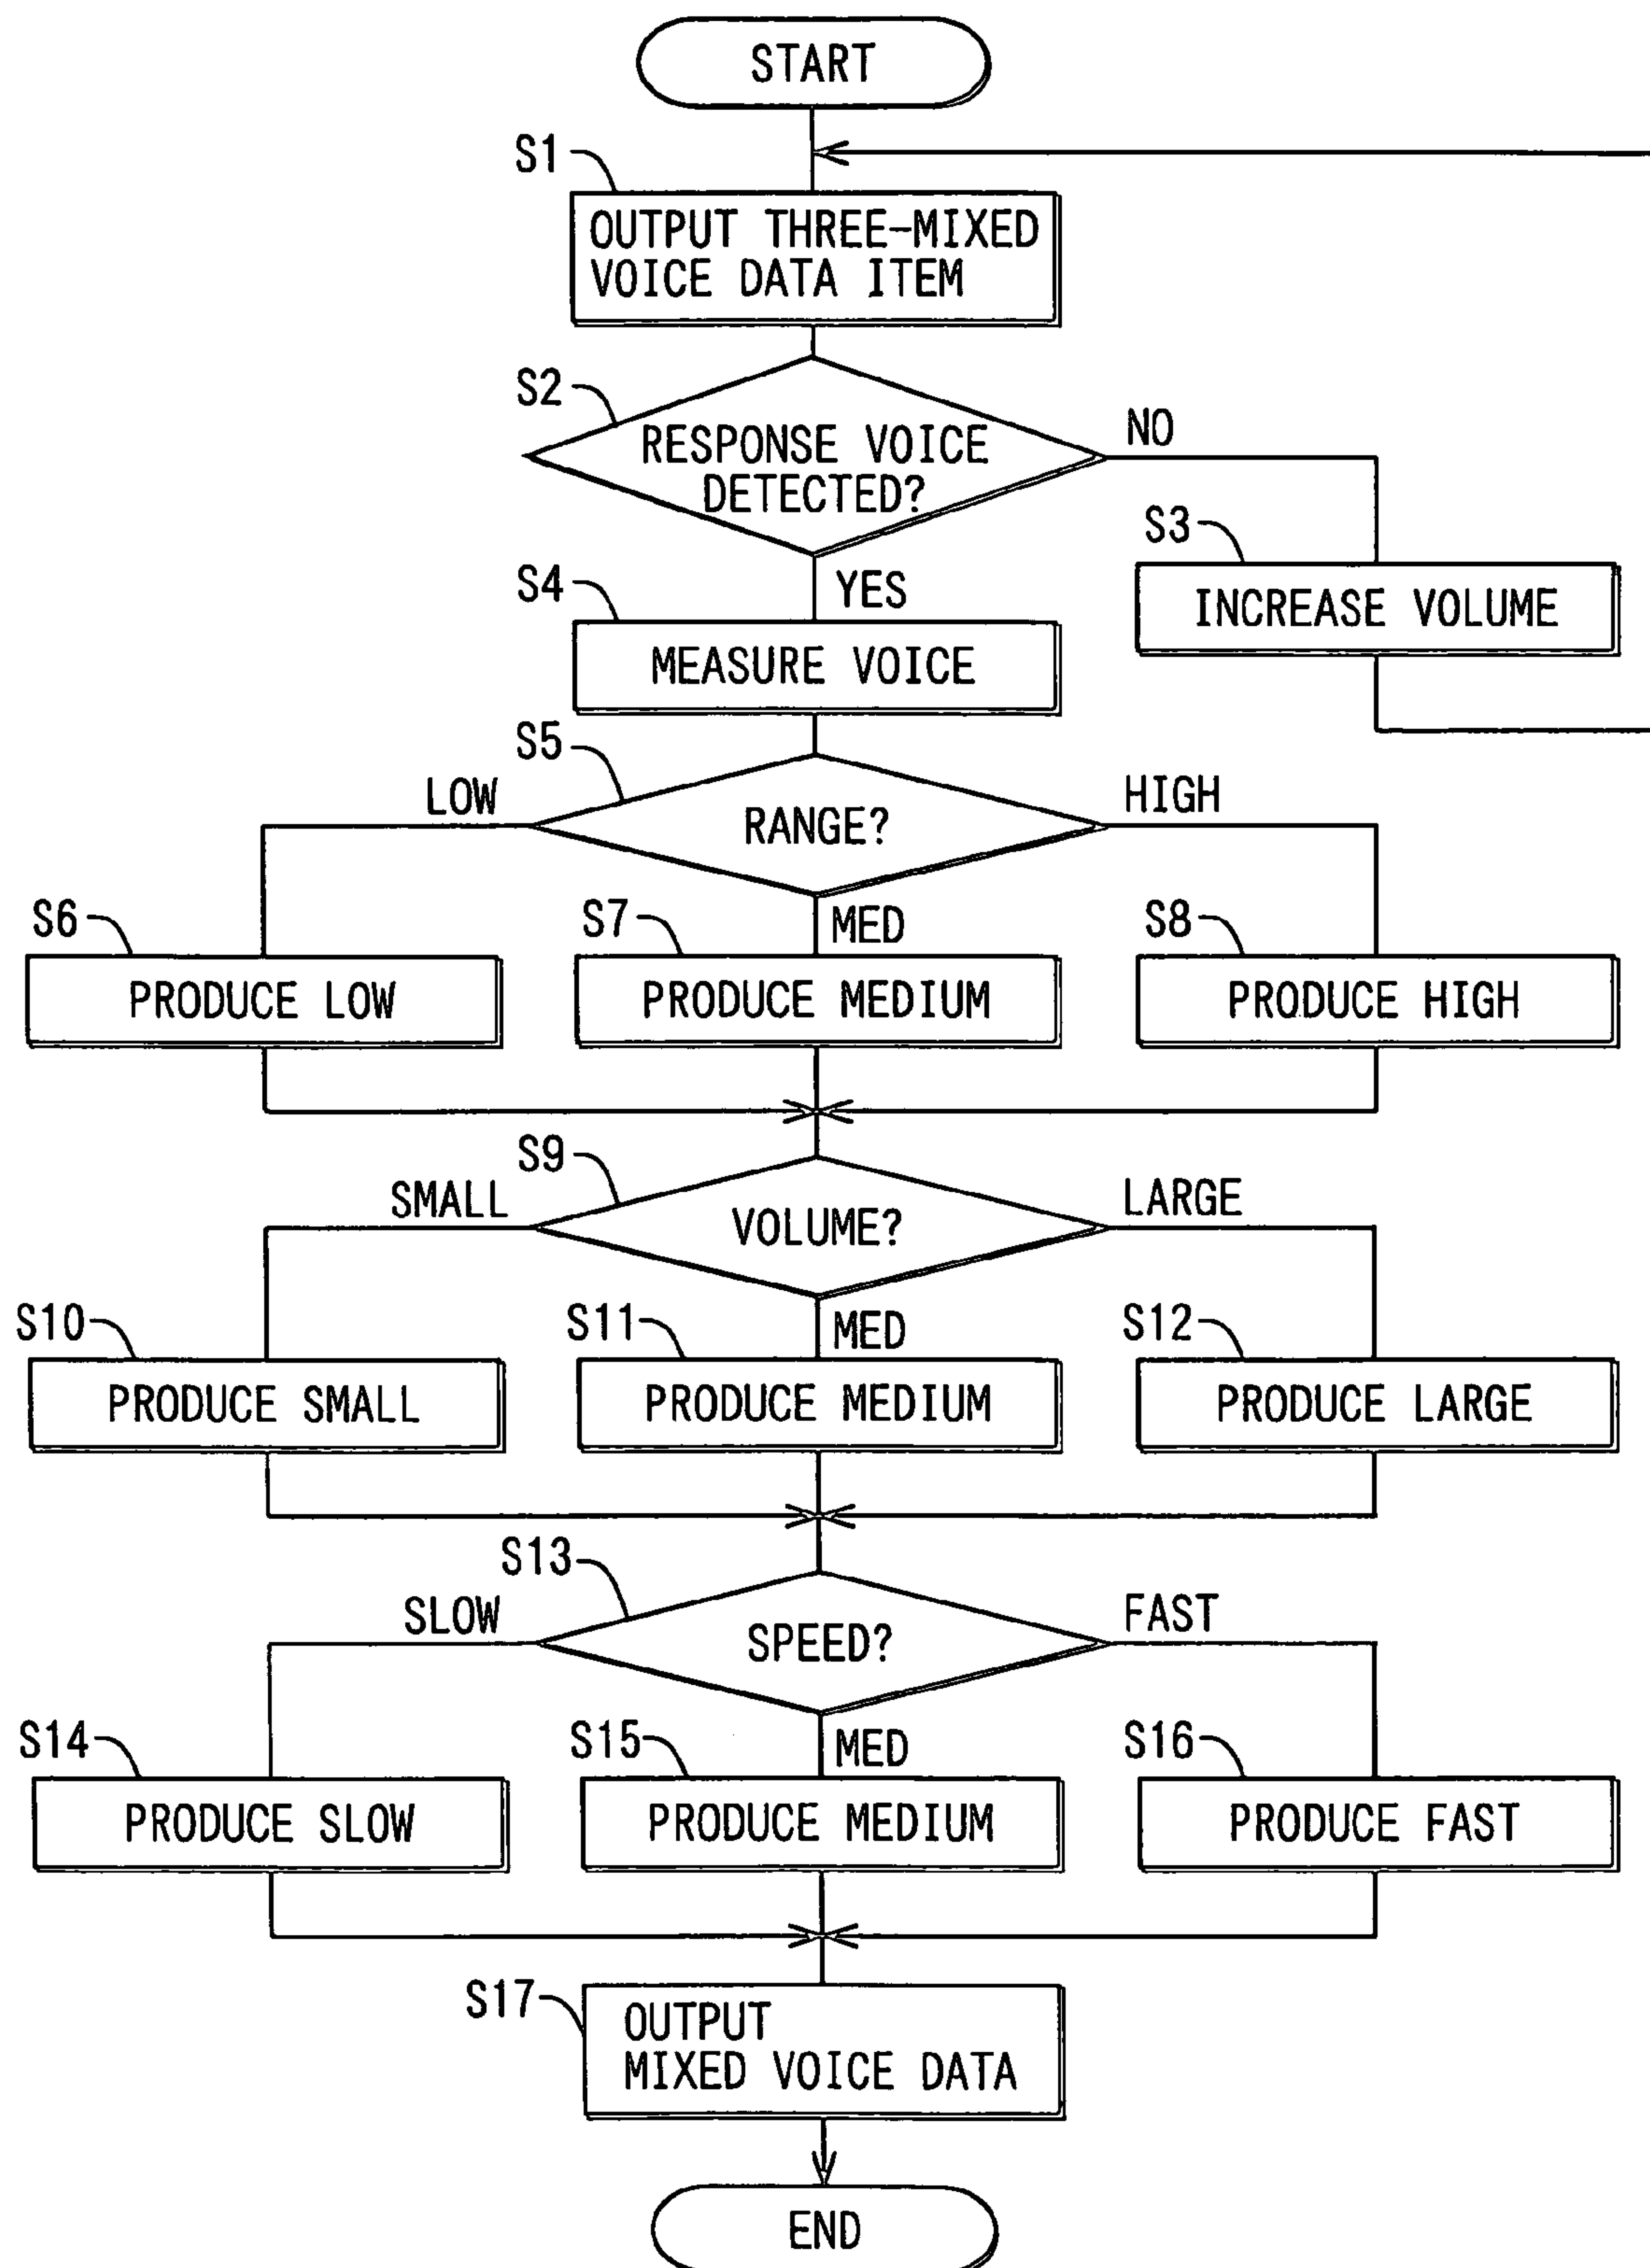 START
S1
OUTPUT THREE-MIXED
VOICE DATA ITEM
S2
RESPONSE VOICE
DETECTED?
NO
S3
INCREASE VOLUME
YES
S4
MEASURE VOICE
S5
RANGE?
LOW
HIGH
MED
S6
PRODUCE LOW
S7
PRODUCE MEDIUM
S8
PRODUCE HIGH
S9
VOLUME?
SMALL
LARGE
MED
S10
PRODUCE SMALL
S11
PRODUCE MEDIUM
S12
PRODUCE LARGE
S13
SPEED?
SLOW
FAST
MED
S14
PRODUCE SLOW
S15
PRODUCE MEDIUM
S16
PRODUCE FAST
S17
OUTPUT
MIXED VOICE DATA
END